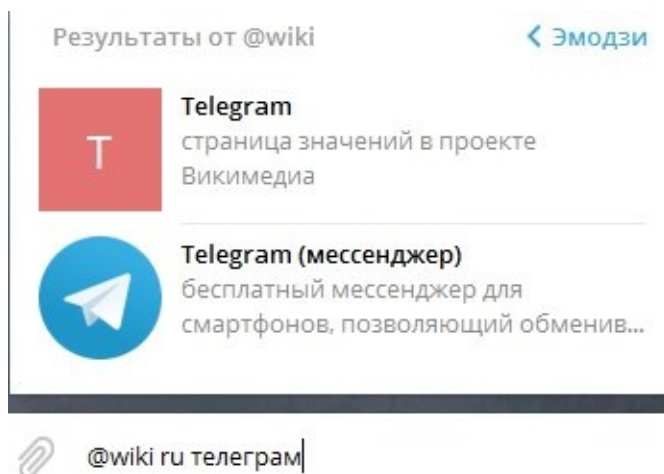 Результаты от @wiki
Эмодзи
T
Telegram
страница значений в проекте
Викимедиа
Telegram (мессенджер)
бесплатный мессенджер для
смартфонов, позволяющий обменив...
@wiki ru телеграм